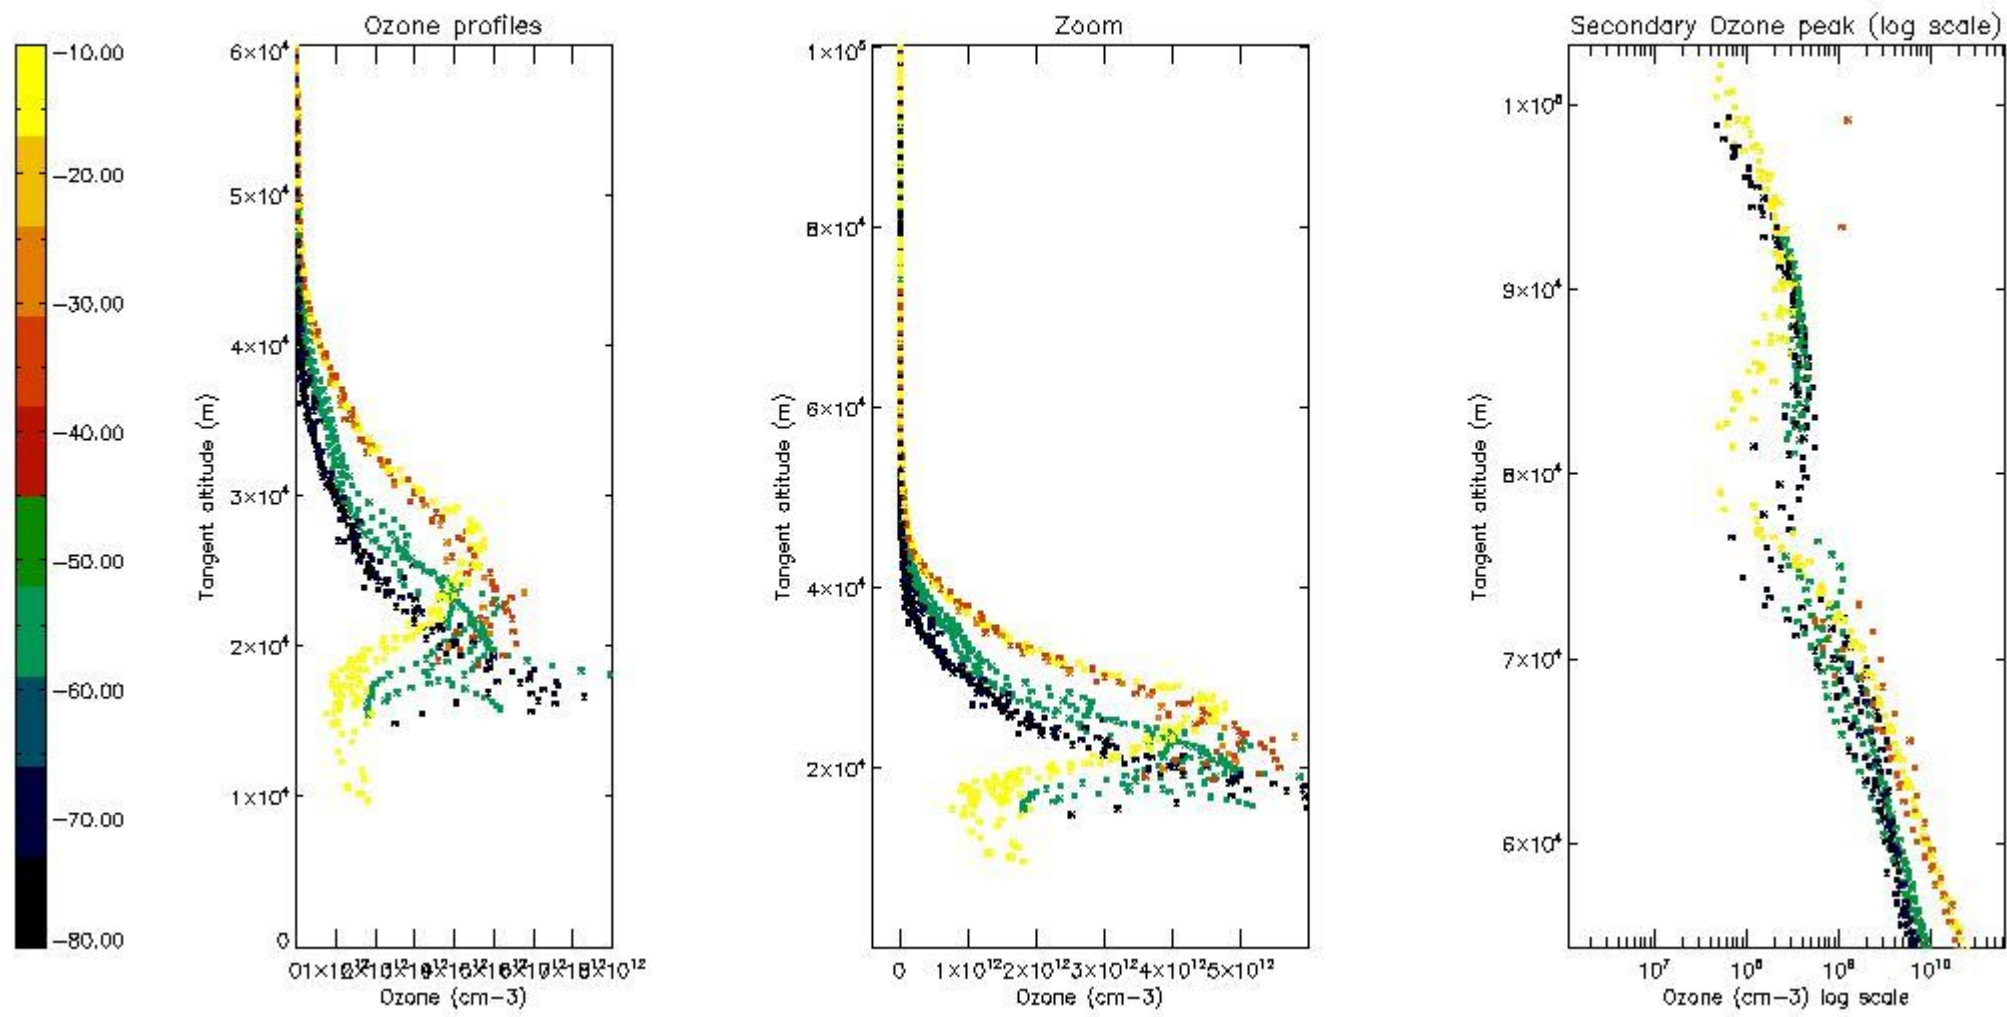 Ozone profiles
Zoom
Secondary Ozone peak (log scale)
-10.00
-20.00
-30.00
-40.00
-50.00
-60.00
-70.00
-80.00
6×10⁴
5×10⁴
4×10⁴
3×10⁴
2×10⁴
1×10⁴
0
Tangent altitude (m)
Ozone (cm-3)
1×10⁵
8×10⁴
6×10⁴
4×10⁴
2×10⁴
Tangent altitude (m)
0 1×10¹² 2×10¹² 3×10¹² 4×10¹² 5×10¹²
Ozone (cm-3)
9×10⁴
8×10⁴
7×10⁴
6×10⁴
Tangent altitude (m)
10⁷ 10⁸ 10⁹ 10¹⁰
Ozone (cm-3) log scale